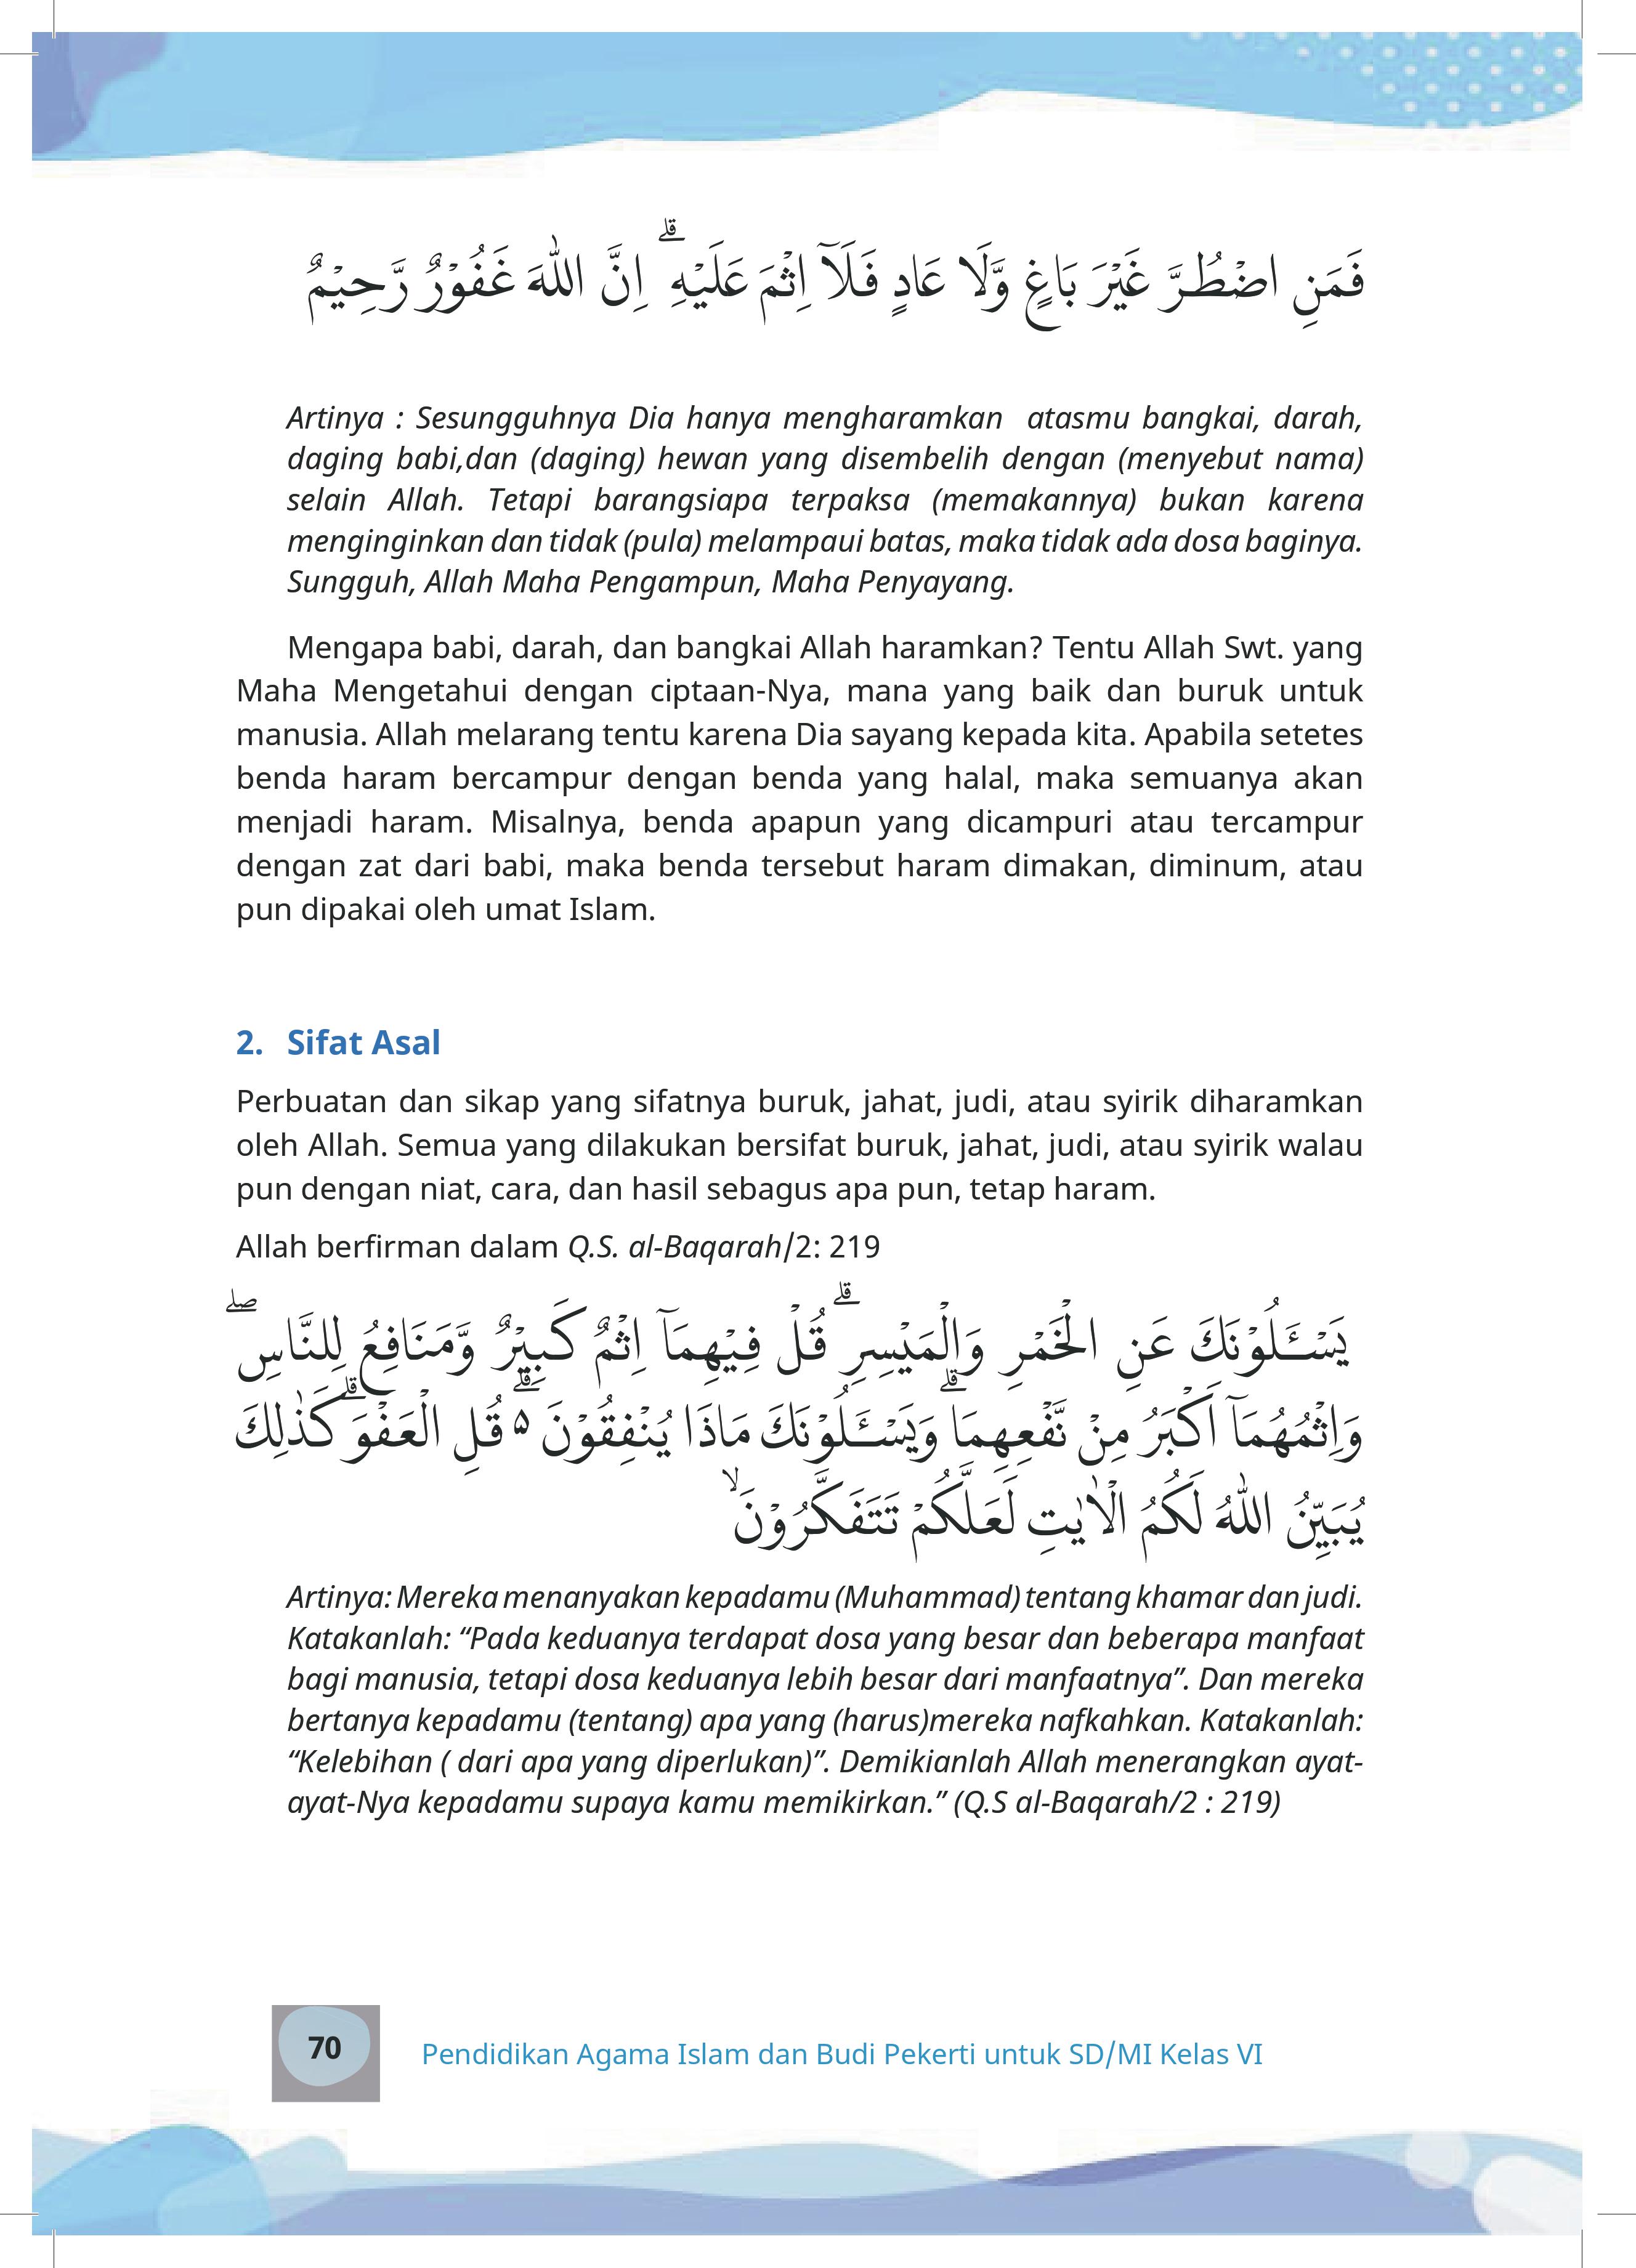 فَمَنِ اضْطُرَّ غَيْرَ بَاغٍ وَّلَا عَادٍ فَلَآ اِثْمَ عَلَيْهِ ۗ اِنَّ اللّٰهَ غَفُوْرٌ رَّحِيْمٌ
Artinya : Sesungguhnya Dia hanya mengharamkan atasmu bangkai, darah,
daging babi,dan (daging) hewan yang disembelih dengan (menyebut nama)
selain Allah. Tetapi barangsiapa terpaksa (memakannya) bukan karena
menginginkan dan tidak (pula) melampaui batas, maka tidak ada dosa baginya.
Sungguh, Allah Maha Pengampun, Maha Penyayang.
Mengapa babi, darah, dan bangkai Allah haramkan? Tentu Allah Swt. yang
Maha Mengetahui dengan ciptaan-Nya, mana yang baik dan buruk untuk
manusia. Allah melarang tentu karena Dia sayang kepada kita. Apabila setetes
benda haram bercampur dengan benda yang halal, maka semuanya akan
menjadi haram. Misalnya, benda apapun yang dicampuri atau tercampur
dengan zat dari babi, maka benda tersebut haram dimakan, diminum, atau
pun dipakai oleh umat Islam.
2. Sifat Asal
Perbuatan dan sikap yang sifatnya buruk, jahat, judi, atau syirik diharamkan
oleh Allah. Semua yang dilakukan bersifat buruk, jahat, judi, atau syirik walau
pun dengan niat, cara, dan hasil sebagus apa pun, tetap haram.
Allah berfirman dalam Q.S. al-Baqarah/2: 219
يَسْـَٔلُوْنَكَ عَنِ الْخَمْرِ وَالْمَيْسِرِ ۗ قُلْ فِيْهِمَآ اِثْمٌ كَبِيْرٌ وَّمَنَافِعُ لِلنَّاسِ ۖ
وَاِثْمُهُمَآ اَكْبَرُ مِنْ نَّفْعِهِمَا ۗ وَيَسْـَٔلُوْنَكَ مَاذَا يُنْفِقُوْنَ ۗ ە قُلِ الْعَفْوَ ۗ كَذٰلِكَ
يُبَيِّنُ اللّٰهُ لَكُمُ الْاٰيٰتِ لَعَلَّكُمْ تَتَفَكَّرُوْنَ ۙ
Artinya: Mereka menanyakan kepadamu (Muhammad) tentang khamar dan judi.
Katakanlah: “Pada keduanya terdapat dosa yang besar dan beberapa manfaat
bagi manusia, tetapi dosa keduanya lebih besar dari manfaatnya”. Dan mereka
bertanya kepadamu (tentang) apa yang (harus)mereka nafkahkan. Katakanlah:
“Kelebihan ( dari apa yang diperlukan)”. Demikianlah Allah menerangkan ayat-
ayat-Nya kepadamu supaya kamu memikirkan.” (Q.S al-Baqarah/2 : 219)
70
Pendidikan Agama Islam dan Budi Pekerti untuk SD/MI Kelas VI